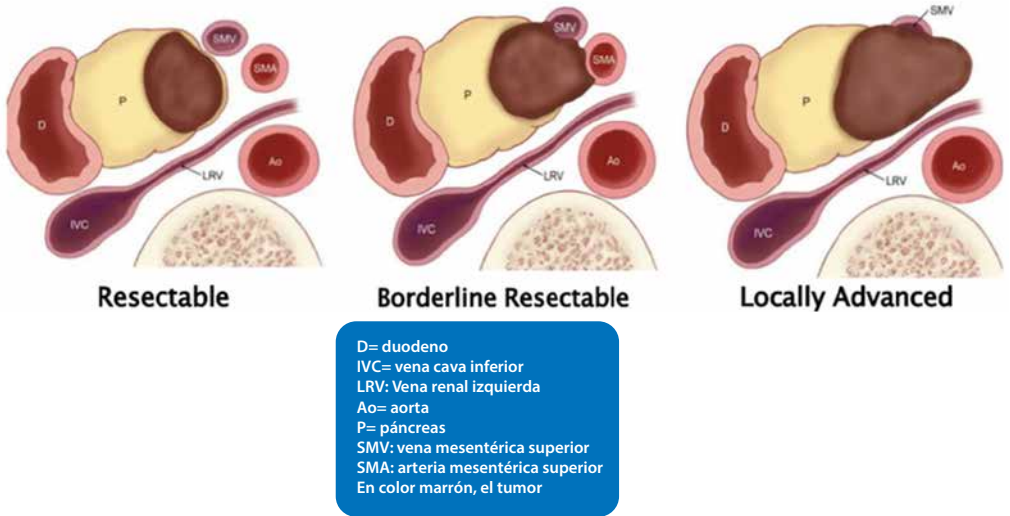 SMV
SMA
P
D
Ao
LRV
IVC
Resectable
SMV
SMA
P
D
Ao
LRV
IVC
Borderline Resectable
SMV
P
D
Ao
LRV
IVC
Locally Advanced
D= duodeno
IVC= vena cava inferior
LRV: Vena renal izquierda
Ao= aorta
P= páncreas
SMV: vena mesentérica superior
SMA: arteria mesentérica superior
En color marrón, el tumor